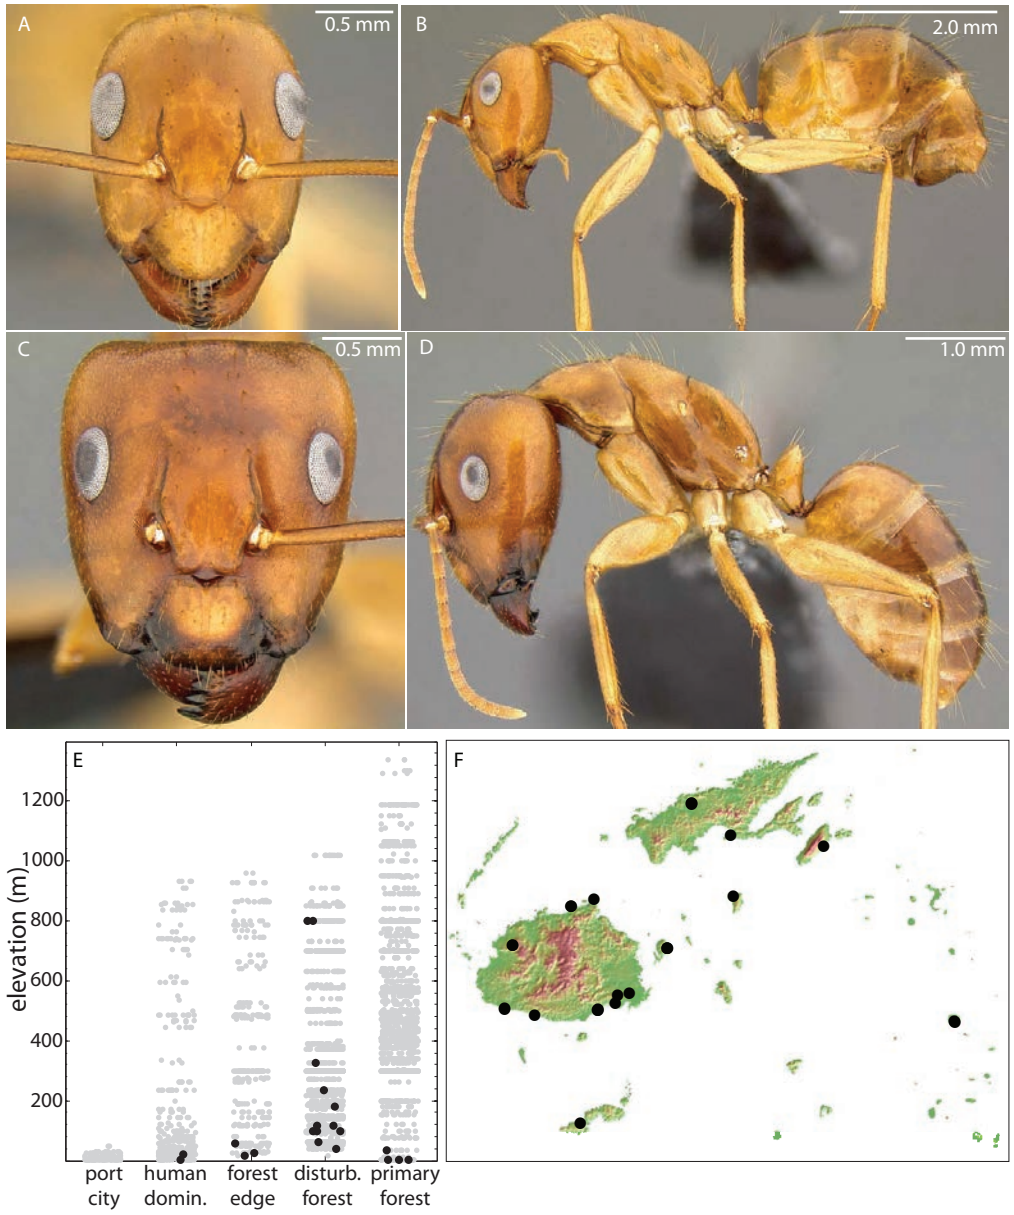 A
0.5 mm
B
2.0 mm
C
0.5 mm
D
1.0 mm
E
elevation (m)
1200
1000
800
600
400
200
port
city
human
domin.
forest
edge
disturb.
forest
primary
forest
F